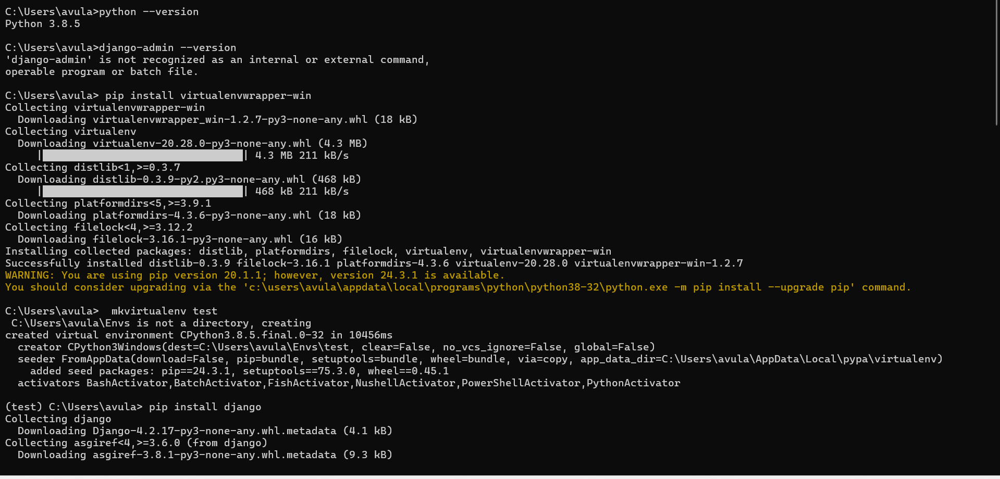 C:\Users\avula>python --version
Python 3.8.5
C:\Users\avula>django-admin --version
'django-admin' is not recognized as an internal or external command,
operable program or batch file.
C:\Users\avula> pip install virtualenvwrapper-win
Collecting virtualenvwrapper-win
  Downloading virtualenvwrapper_win-1.2.7-py3-none-any.whl (18 kB)
Collecting virtualenv
  Downloading virtualenv-20.28.0-py3-none-any.whl (4.3 MB)
     |████████████████████████████████| 4.3 MB 211 kB/s
Collecting distlib<1,>=0.3.7
  Downloading distlib-0.3.9-py2.py3-none-any.whl (468 kB)
     |████████████████████████████████| 468 kB 211 kB/s
Collecting platformdirs<5,>=3.9.1
  Downloading platformdirs-4.3.6-py3-none-any.whl (18 kB)
Collecting filelock<4,>=3.12.2
  Downloading filelock-3.16.1-py3-none-any.whl (16 kB)
Installing collected packages: distlib, platformdirs, filelock, virtualenv, virtualenvwrapper-win
Successfully installed distlib-0.3.9 filelock-3.16.1 platformdirs-4.3.6 virtualenv-20.28.0 virtualenvwrapper-win-1.2.7
WARNING: You are using pip version 20.1.1; however, version 24.3.1 is available.
You should consider upgrading via the 'c:\users\avula\appdata\local\programs\python\python38-32\python.exe -m pip install --upgrade pip' command.
C:\Users\avula>  mkvirtualenv test
 C:\Users\avula\Envs is not a directory, creating
created virtual environment CPython3.8.5.final.0-32 in 10456ms
  creator CPython3Windows(dest=C:\Users\avula\Envs\test, clear=False, no_vcs_ignore=False, global=False)
  seeder FromAppData(download=False, pip=bundle, setuptools=bundle, wheel=bundle, via=copy, app_data_dir=C:\Users\avula\AppData\Local\pypa\virtualenv)
    added seed packages: pip==24.3.1, setuptools==75.3.0, wheel==0.45.1
  activators BashActivator,BatchActivator,FishActivator,NushellActivator,PowerShellActivator,PythonActivator
(test) C:\Users\avula> pip install django
Collecting django
  Downloading Django-4.2.17-py3-none-any.whl.metadata (4.1 kB)
Collecting asgiref<4,>=3.6.0 (from django)
  Downloading asgiref-3.8.1-py3-none-any.whl.metadata (9.3 kB)